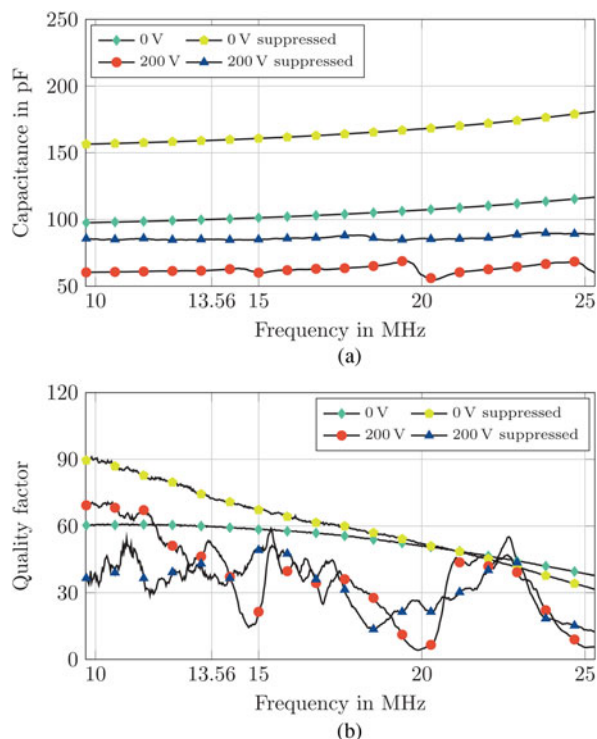 250
200
150
100
50
Capacitance in pF
0 V
0 V suppressed
200 V
200 V suppressed
10
13.56
15
20
25
Frequency in MHz
(a)
120
90
60
30
0
Quality factor
0 V
0 V suppressed
200 V
200 V suppressed
10
13.56
15
20
25
Frequency in MHz
(b)